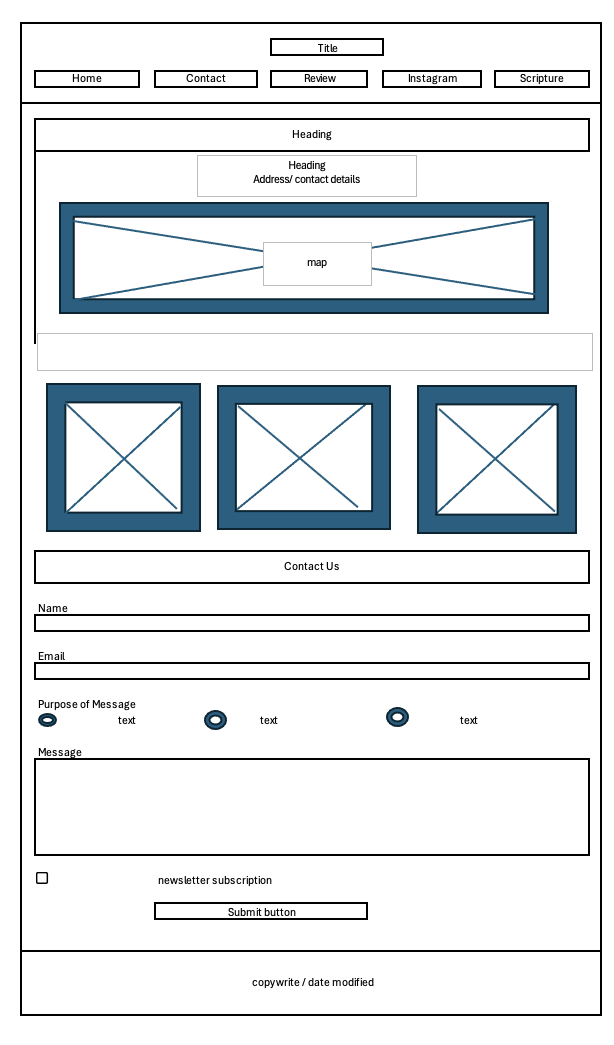 Title
Home
Contact
Review
Instagram
Scripture
Heading
Heading
Address/ contact details
map
Contact Us
Name
Email
Purpose of Message
text
text
text
Message
newsletter subscription
Submit button
copywrite / date modified